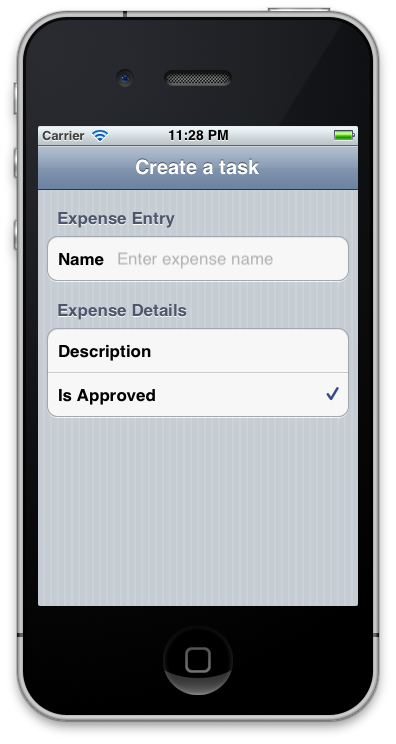 Carrier 11:28 PM
Create a task
Expense Entry
Name Enter expense name
Expense Details
Description
Is Approved